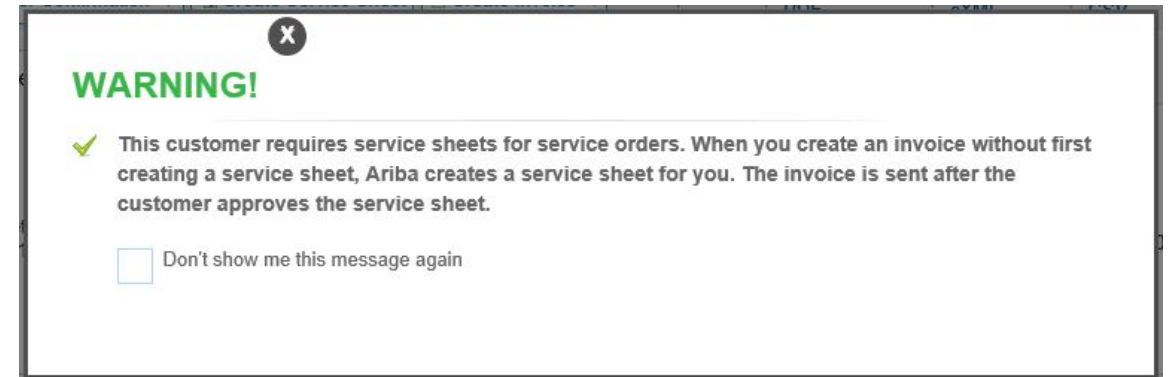 X
WARNING!
This customer requires service sheets for service orders. When you create an invoice without first
creating a service sheet, Ariba creates a service sheet for you. The invoice is sent after the
customer approves the service sheet.
Don't show me this message again